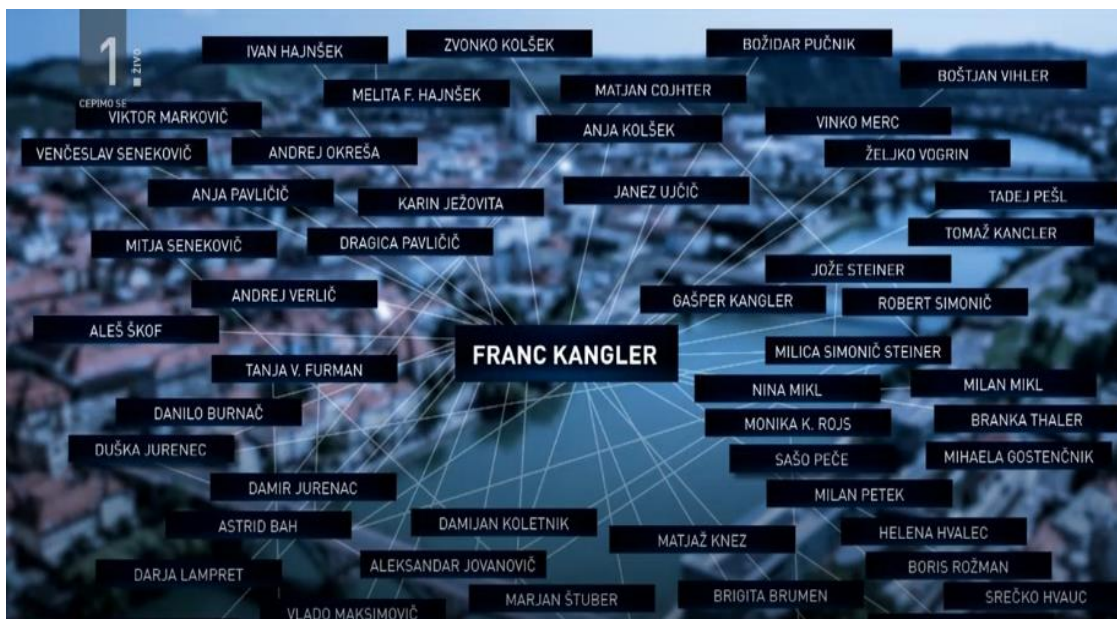 1.
ŽIVO
CEPIMO SE
IVAN HAJNŠEK
ZVONKO KOLŠEK
BOŽIDAR PUČNIK
BOŠTJAN VIHLER
MELITA F. HAJNŠEK
MATJAN COJHTER
VIKTOR MARKOVIČ
ANJA KOLŠEK
VINKO MERC
VENČESLAV SENEKOVIČ
ANDREJ OKREŠA
ŽELJKO VOGRIN
ANJA PAVLIČIČ
KARIN JEŽOVITA
JANEZ UJČIČ
TADEJ PEŠL
MITJA SENEKOVIČ
DRAGICA PAVLIČIČ
TOMAŽ KANCLER
JOŽE STEINER
ANDREJ VERLIČ
GAŠPER KANGLER
ROBERT SIMONIČ
ALEŠ ŠKOF
FRANC KANGLER
MILICA SIMONIČ STEINER
TANJA V. FURMAN
NINA MIKL
MILAN MIKL
DANILO BURNAČ
MONIKA K. ROJS
BRANKA THALER
DUŠKA JURENEC
SAŠO PEČE
MIHAELA GOSTENČNIK
DAMIR JURENAC
MILAN PETEK
ASTRID BAH
DAMIJAN KOLETNIK
MATJAŽ KNEZ
HELENA HVALEC
DARJA LAMPRET
ALEKSANDAR JOVANOVIČ
BORIS ROŽMAN
VLADO MAKSIMOVIČ
MARJAN ŠTUBER
BRIGITA BRUMEN
SREČKO HVAUC